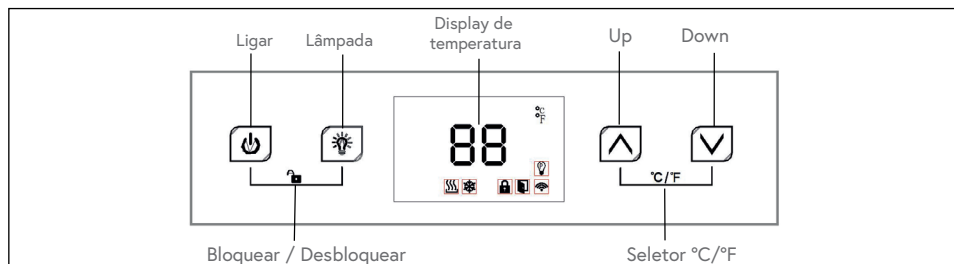 Ligar
Lâmpada
Display de
temperatura
Up
Down
88
°C
°F
°C/°F
Bloquear / Desbloquear
Seletor °C/°F